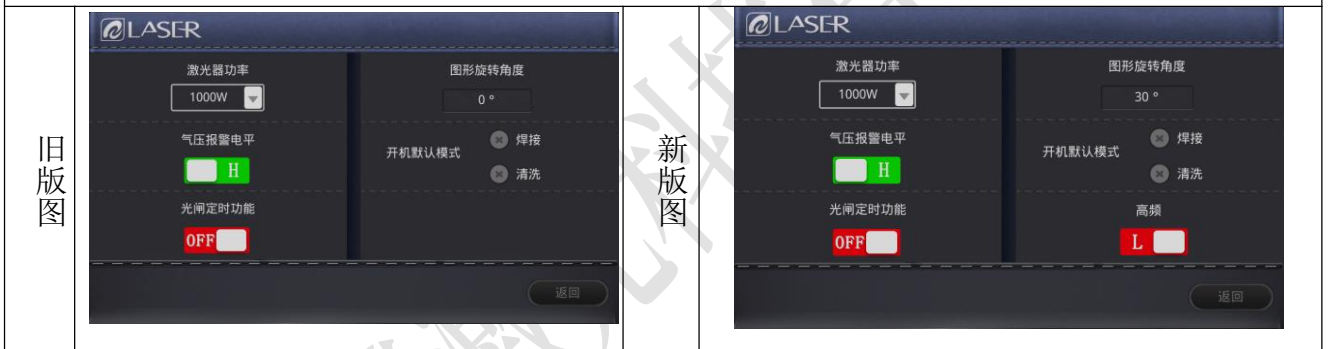 旧版图
LASER
激光器功率
1000W
气压报警电平
H
光闸定时功能
OFF
图形旋转角度
0 °
开机默认模式
焊接
清洗
返回
新版图
LASER
激光器功率
1000W
气压报警电平
H
光闸定时功能
OFF
图形旋转角度
30 °
开机默认模式
焊接
清洗
高频
L
返回